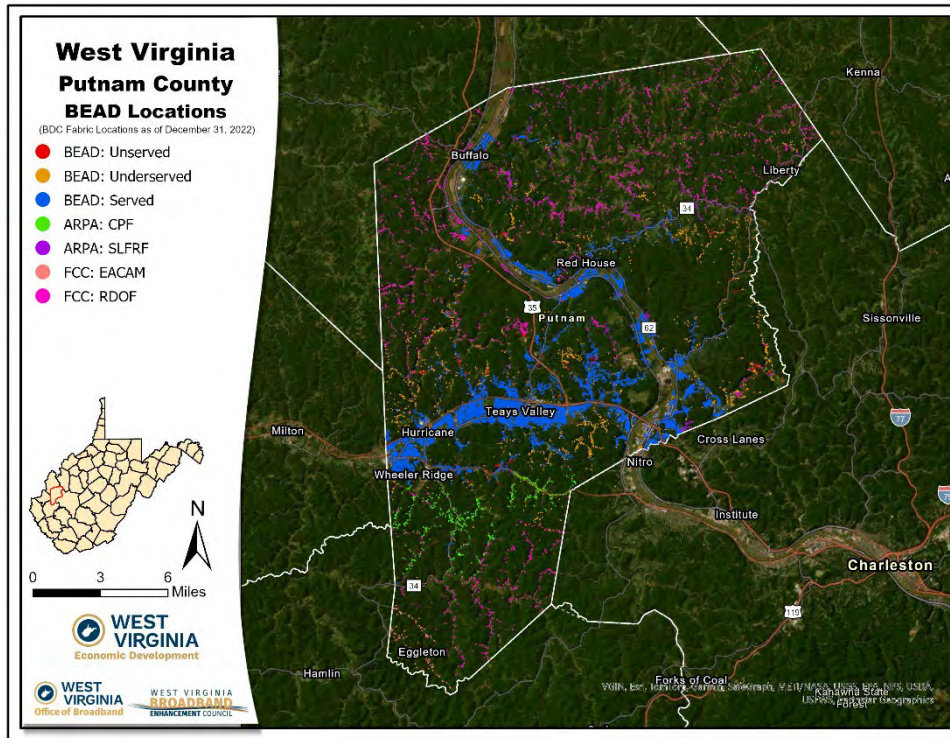 West Virginia
Putnam County
BEAD Locations
(BDC Fabric Locations as of December 31, 2022)
BEAD: Unserved
BEAD: Underserved
BEAD: Served
ARPA: CPF
ARPA: SLFRF
FCC: EACAM
FCC: RDOF
N
0 3 6
Miles
WEST
VIRGINIA
Economic Development
WEST
VIRGINIA
Office of Broadband
WEST VIRGINIA
BROADBAND
ENHANCEMENT COUNCIL
Kenna
Buffalo
Liberty
34
Red House
35
Putnam
62
Sissonville
77
Teays Valley
Milton
Hurricane
Cross Lanes
Nitro
Wheeler Ridge
Institute
Charleston
34
119
Eggleton
Hamlin
Forks of Coal
Kanawha State
Forest